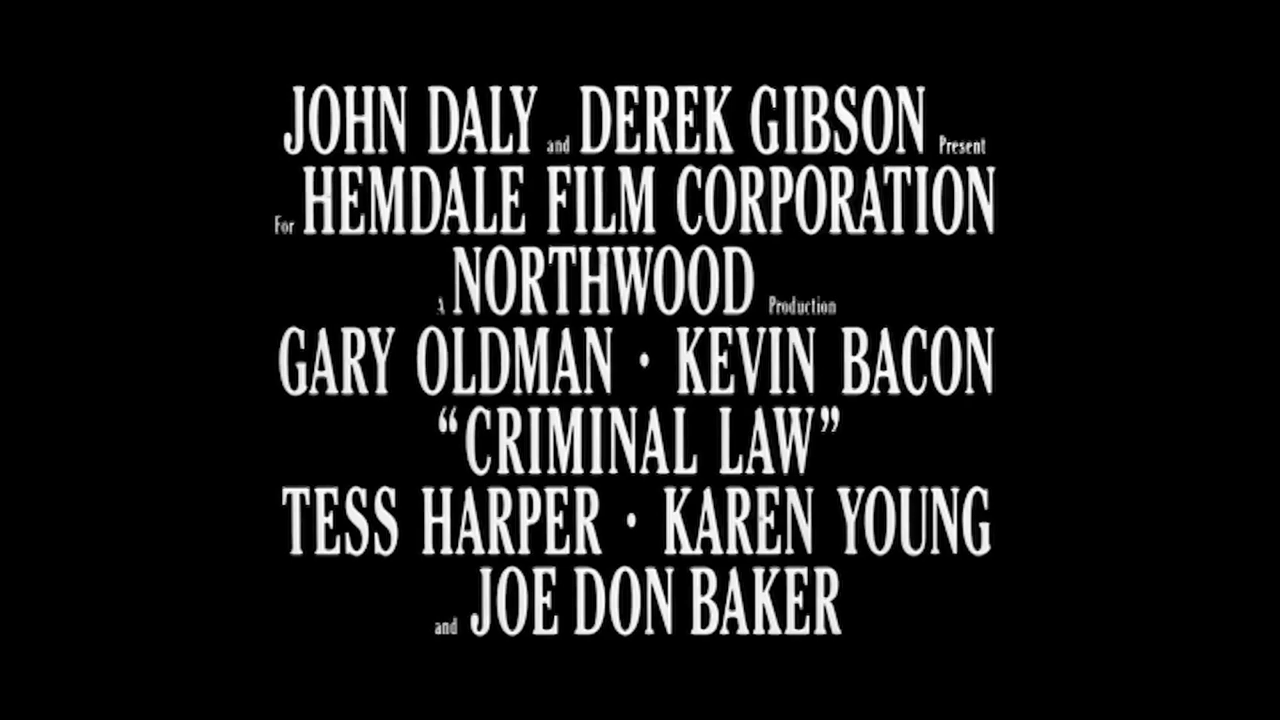 JOHN DALY and DEREK GIBSON Present
For HEMDALE FILM CORPORATION
A NORTHWOOD Production
GARY OLDMAN · KEVIN BACON
“CRIMINAL LAW”
TESS HARPER · KAREN YOUNG
and JOE DON BAKER